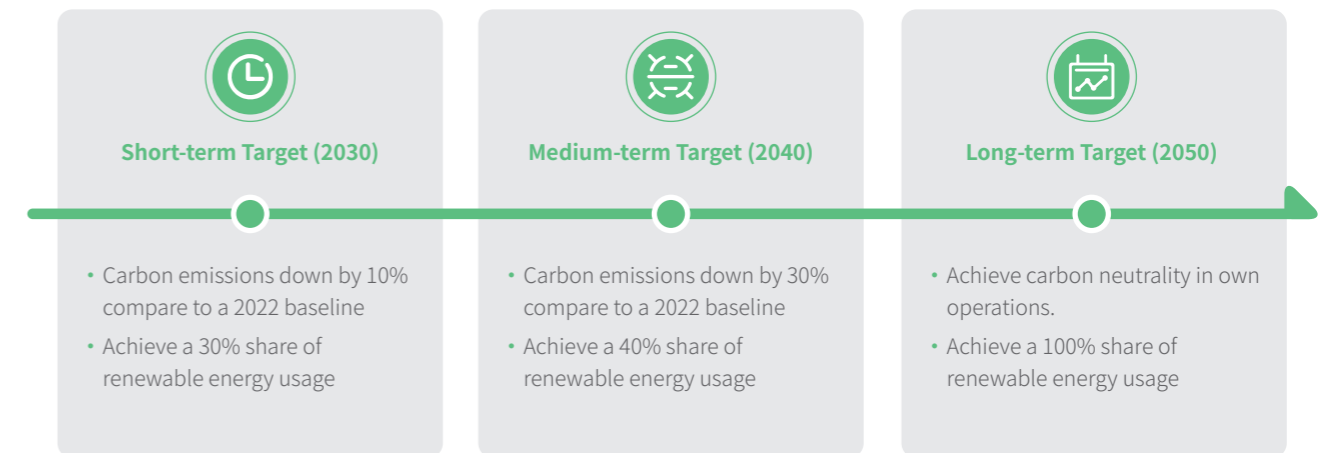 Short-term Target (2030)
• Carbon emissions down by 10%
compare to a 2022 baseline
• Achieve a 30% share of
renewable energy usage
Medium-term Target (2040)
• Carbon emissions down by 30%
compare to a 2022 baseline
• Achieve a 40% share of
renewable energy usage
Long-term Target (2050)
• Achieve carbon neutrality in own
operations.
• Achieve a 100% share of
renewable energy usage